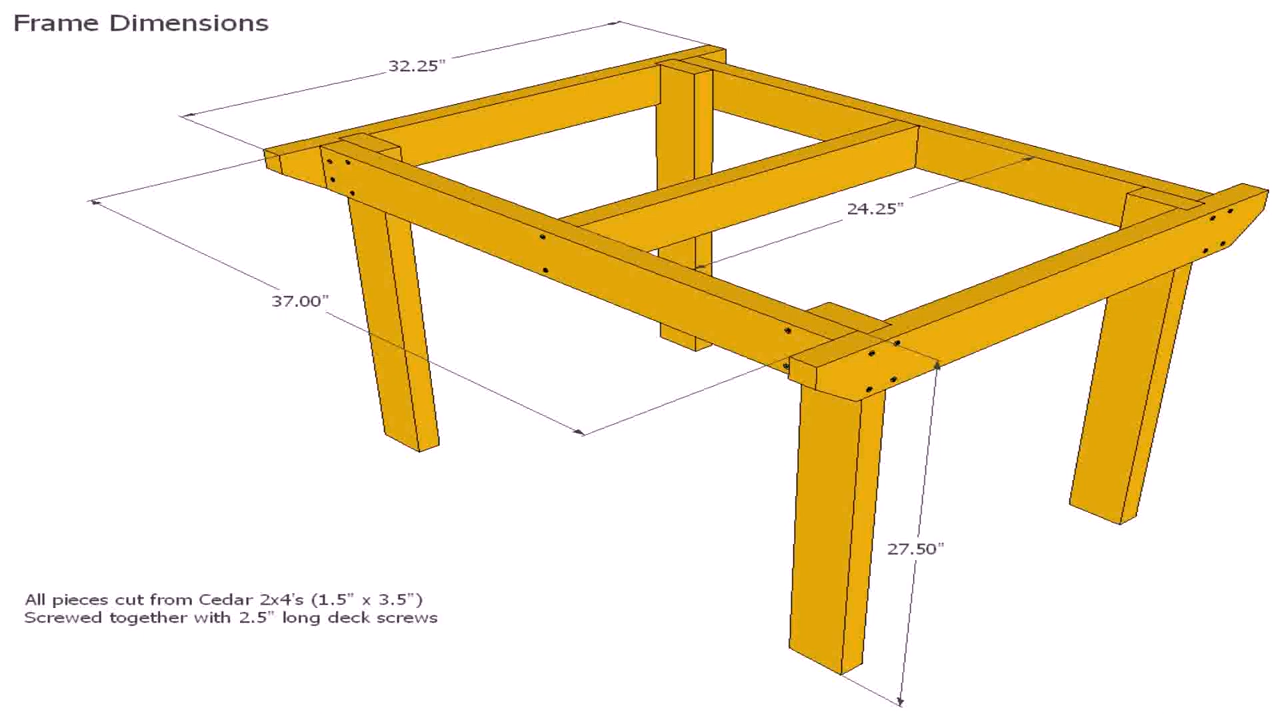 Frame Dimensions
32.25"
24.25"
37.00"
27.50"
All pieces cut from Cedar 2x4's (1.5" x 3.5")
Screwed together with 2.5" long deck screws